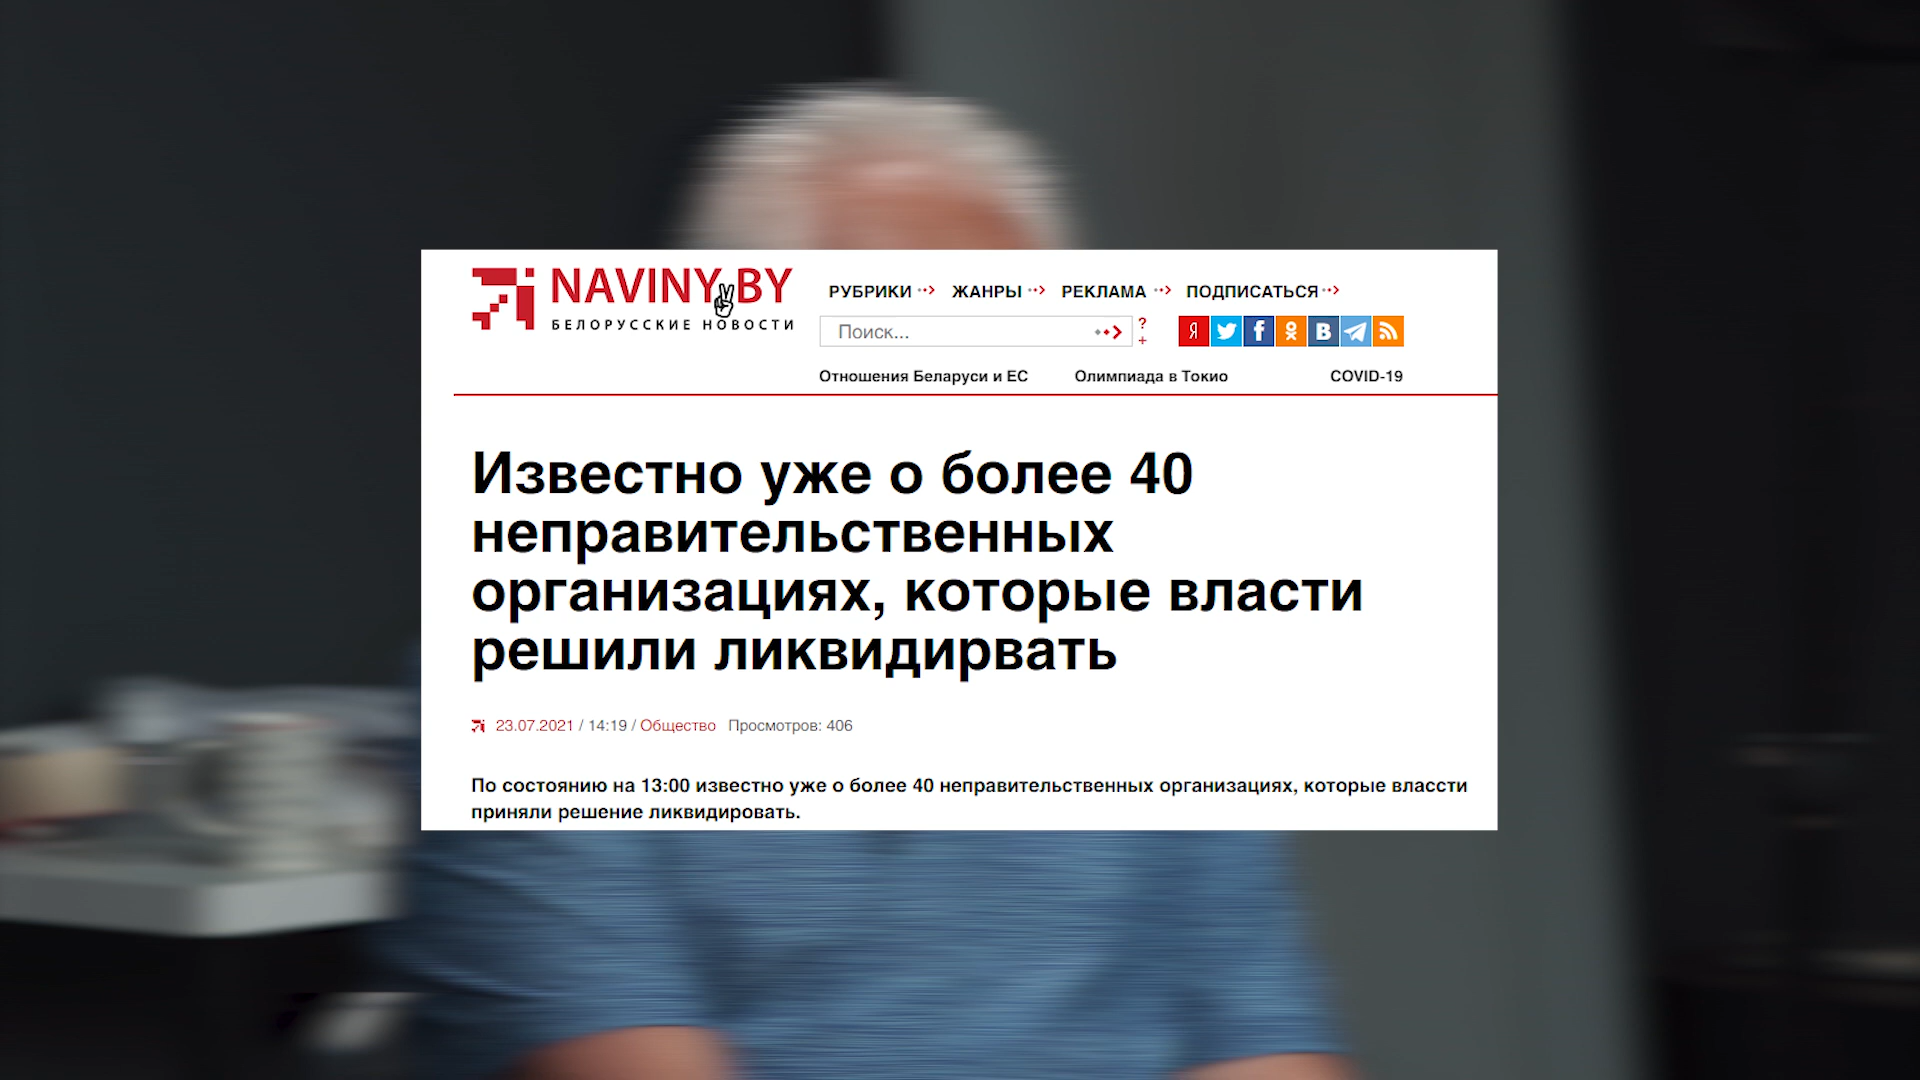 NAVINY.BY
БЕЛОРУССКИЕ НОВОСТИ
РУБРИКИ ЖАНРЫ РЕКЛАМА ПОДПИСАТЬСЯ
Поиск... ?
+
Отношения Беларуси и ЕС Олимпиада в Токио COVID-19
Известно уже о более 40
неправительственных
организациях, которые власти
решили ликвидирвать
23.07.2021 / 14:19 / Общество Просмотров: 406
По состоянию на 13:00 известно уже о более 40 неправительственных организациях, которые влассти
приняли решение ликвидировать.